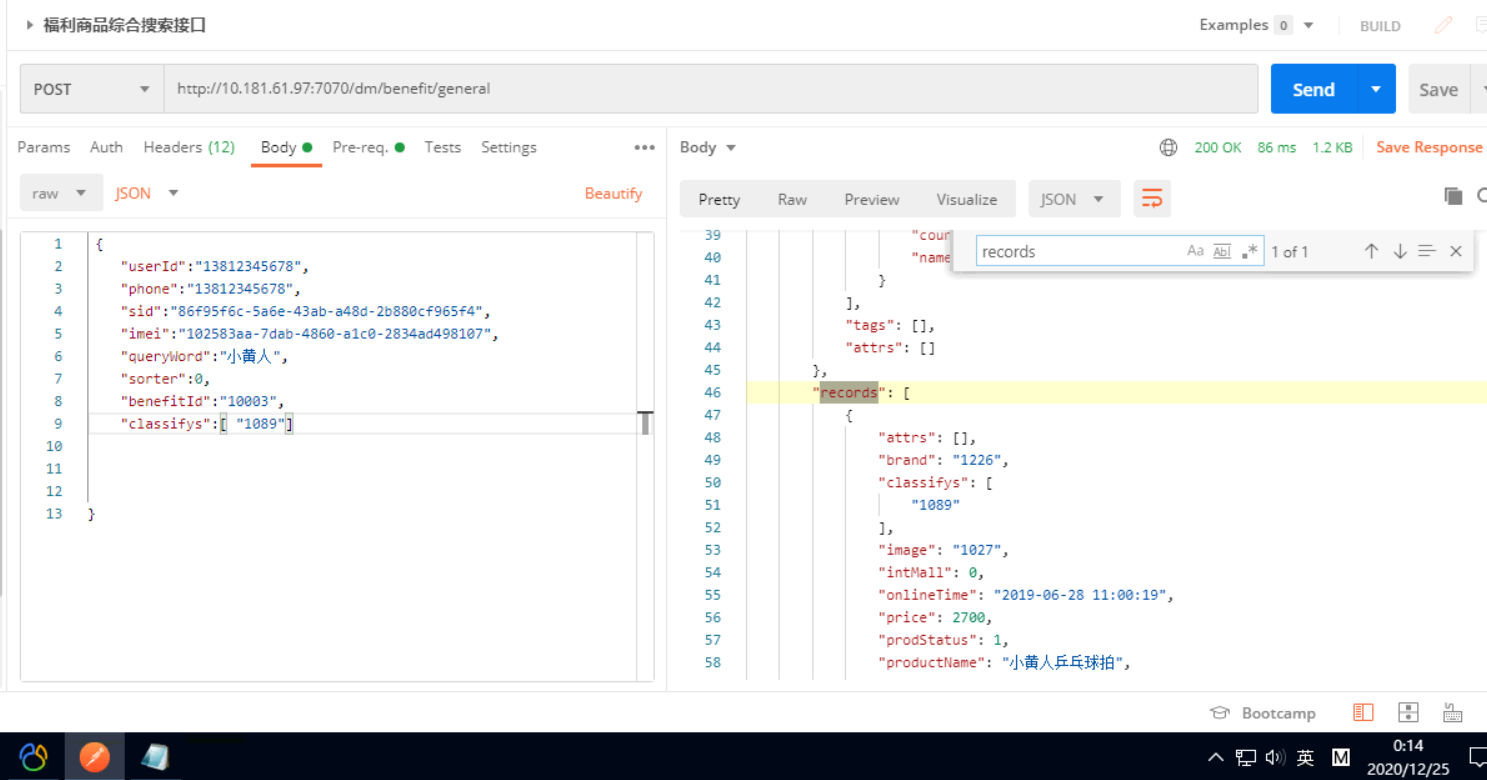 福利商品综合搜索接口
Examples 0
BUILD
POST
http://10.181.61.97:7070/dm/benefit/general
Send
Save
Params Auth Headers (12) Body Pre-req. Tests Settings
raw JSON Beautify
1 {
2 "userId":"13812345678",
3 "phone":"13812345678",
4 "sid":"86f95f6c-5a6e-43ab-a48d-2b880cf965f4",
5 "imei":"102583aa-7dab-4860-a1c0-2834ad498107",
6 "queryWord":"小黄人",
7 "sorter":0,
8 "benefitId":"10003",
9 "classifys":[ "1089"]
10
11
12
13 }
Body 200 OK 86 ms 1.2 KB Save Response
Pretty Raw Preview Visualize JSON
records Aa Abl .* 1 of 1
39 "coun
40 "name
41 }
42 ],
43 "tags": [],
44 "attrs": []
45 },
46 "records": [
47 {
48 "attrs": [],
49 "brand": "1226",
50 "classifys": [
51 "1089"
52 ],
53 "image": "1027",
54 "intMall": 0,
55 "onlineTime": "2019-06-28 11:00:19",
56 "price": 2700,
57 "prodStatus": 1,
58 "productName": "小黄人乒乓球拍",
Bootcamp
英 M 0:14
2020/12/25